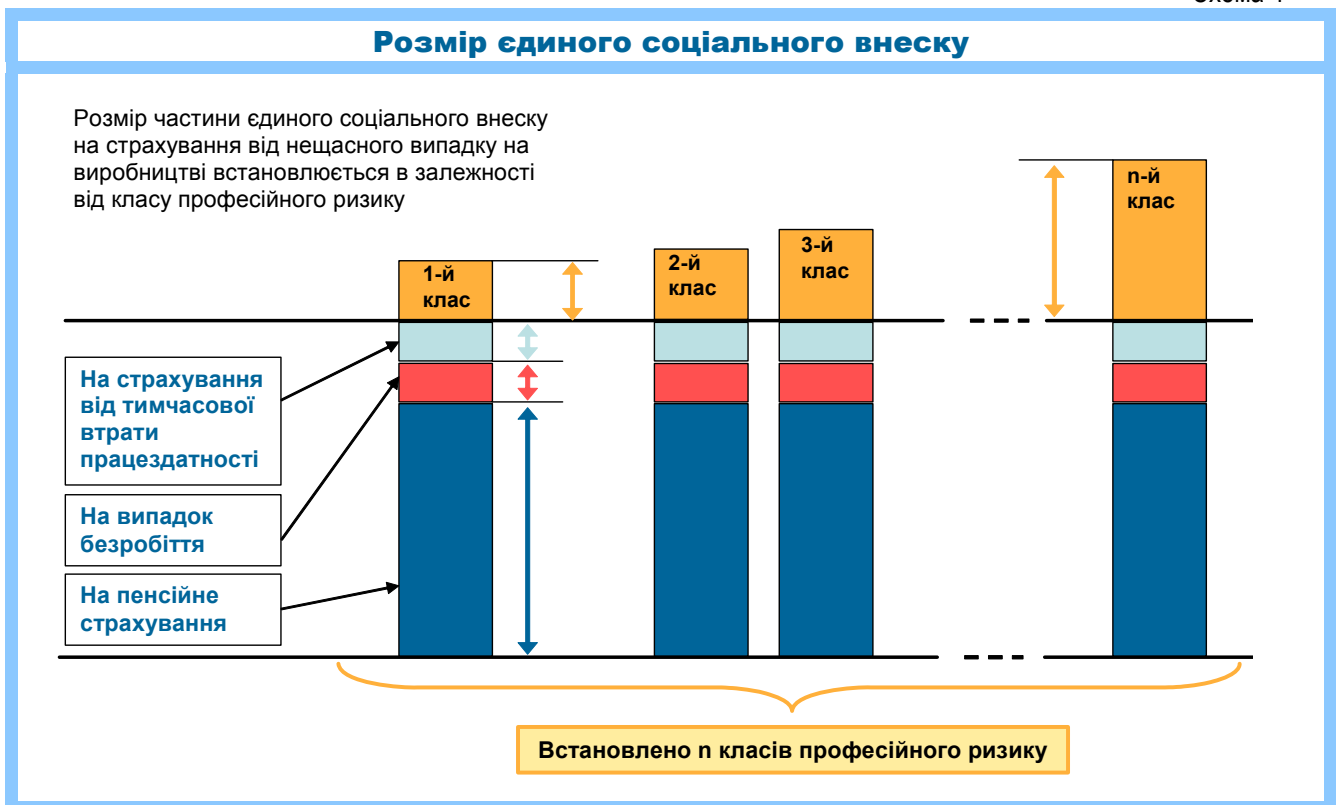 Розмір єдиного соціального внеску
Розмір частини єдиного соціального внеску
на страхування від нещасного випадку на
виробництві встановлюється в залежності
від класу професійного ризику
1-й
клас
2-й
клас
3-й
клас
n-й
клас
На страхування
від тимчасової
втрати
працездатності
На випадок
безробіття
На пенсійне
страхування
Встановлено n класів професійного ризику